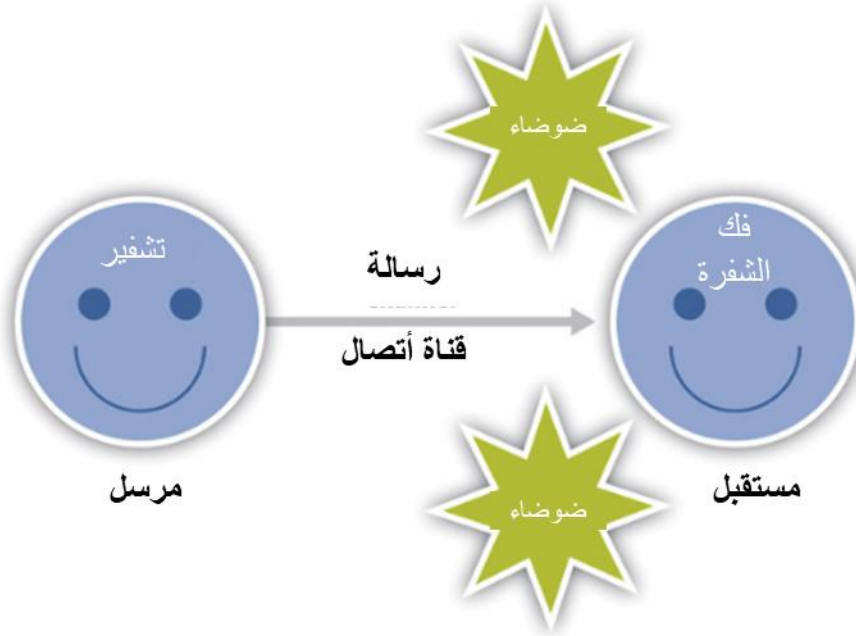 ضوضاء
تشفير
فك
الشفرة
رسالة
قناة أتصال
مرسل
مستقبل
ضوضاء